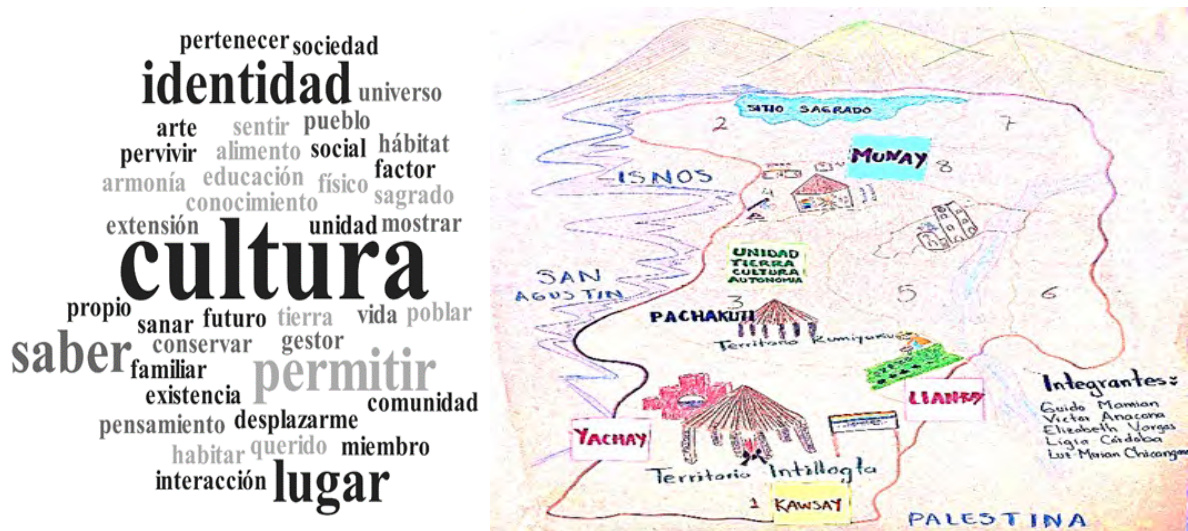 pertenecer sociedad
identidad universo
arte sentir pueblo
pervivir alimento social hábitat
armonía educación físico factor
conocimiento sagrado
extensión unidad mostrar
cultura
propio sanar futuro tierra vida poblar
saber conservar gestor
familiar permitir
existencia comunidad
pensamiento desplazarme
habitar querido miembro
interacción lugar
SITIO SAGRADO
2
7
MUNAY
8
ISNOS
4
UNIDAD
TIERRA
CULTURA
AUTONOMIA
SAN
AGUSTIN
3
5
6
PACHAKUTI
Territorio
LLANKAY
Integrantes:
Guido Mamian
Victor Anacona
Elizabeth Vargas
Ligia Córdoba
Luz Marian
YACHAY
Territorio Intillagta
1 KAWSAY
PALESTINA